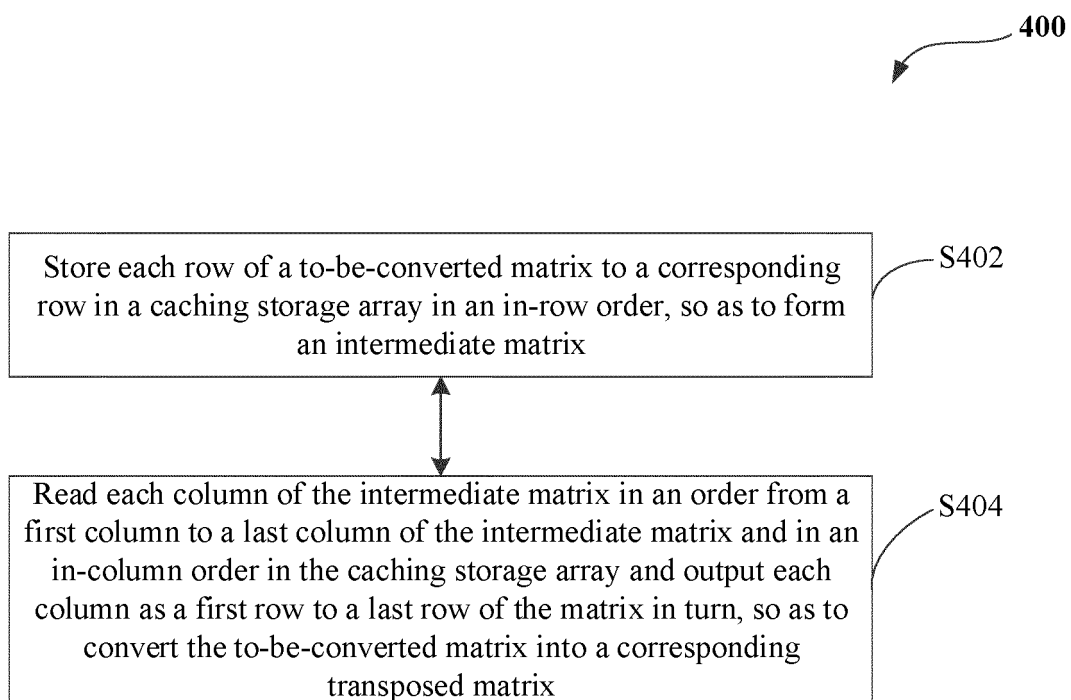 400
Store each row of a to-be-converted matrix to a corresponding
row in a caching storage array in an in-row order, so as to form
an intermediate matrix
S402
Read each column of the intermediate matrix in an order from a
first column to a last column of the intermediate matrix and in an
in-column order in the caching storage array and output each
column as a first row to a last row of the matrix in turn, so as to
convert the to-be-converted matrix into a corresponding
transposed matrix
S404